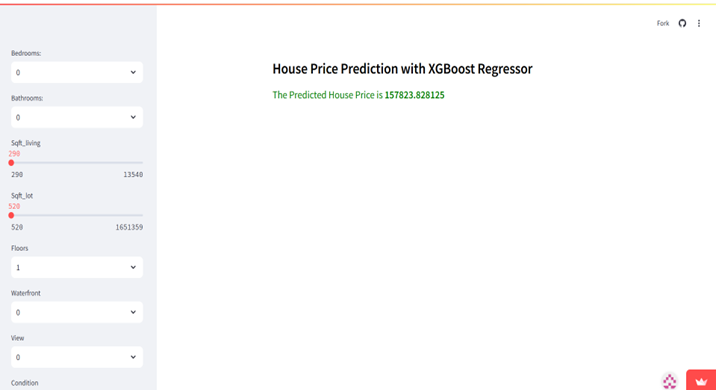 Fork
Bedrooms:
0
Bathrooms:
0
Sqft_living
290
290 13540
Sqft_lot
520
520 1651359
Floors
1
Waterfront
0
View
0
Condition
House Price Prediction with XGBoost Regressor
The Predicted House Price is 157823.828125